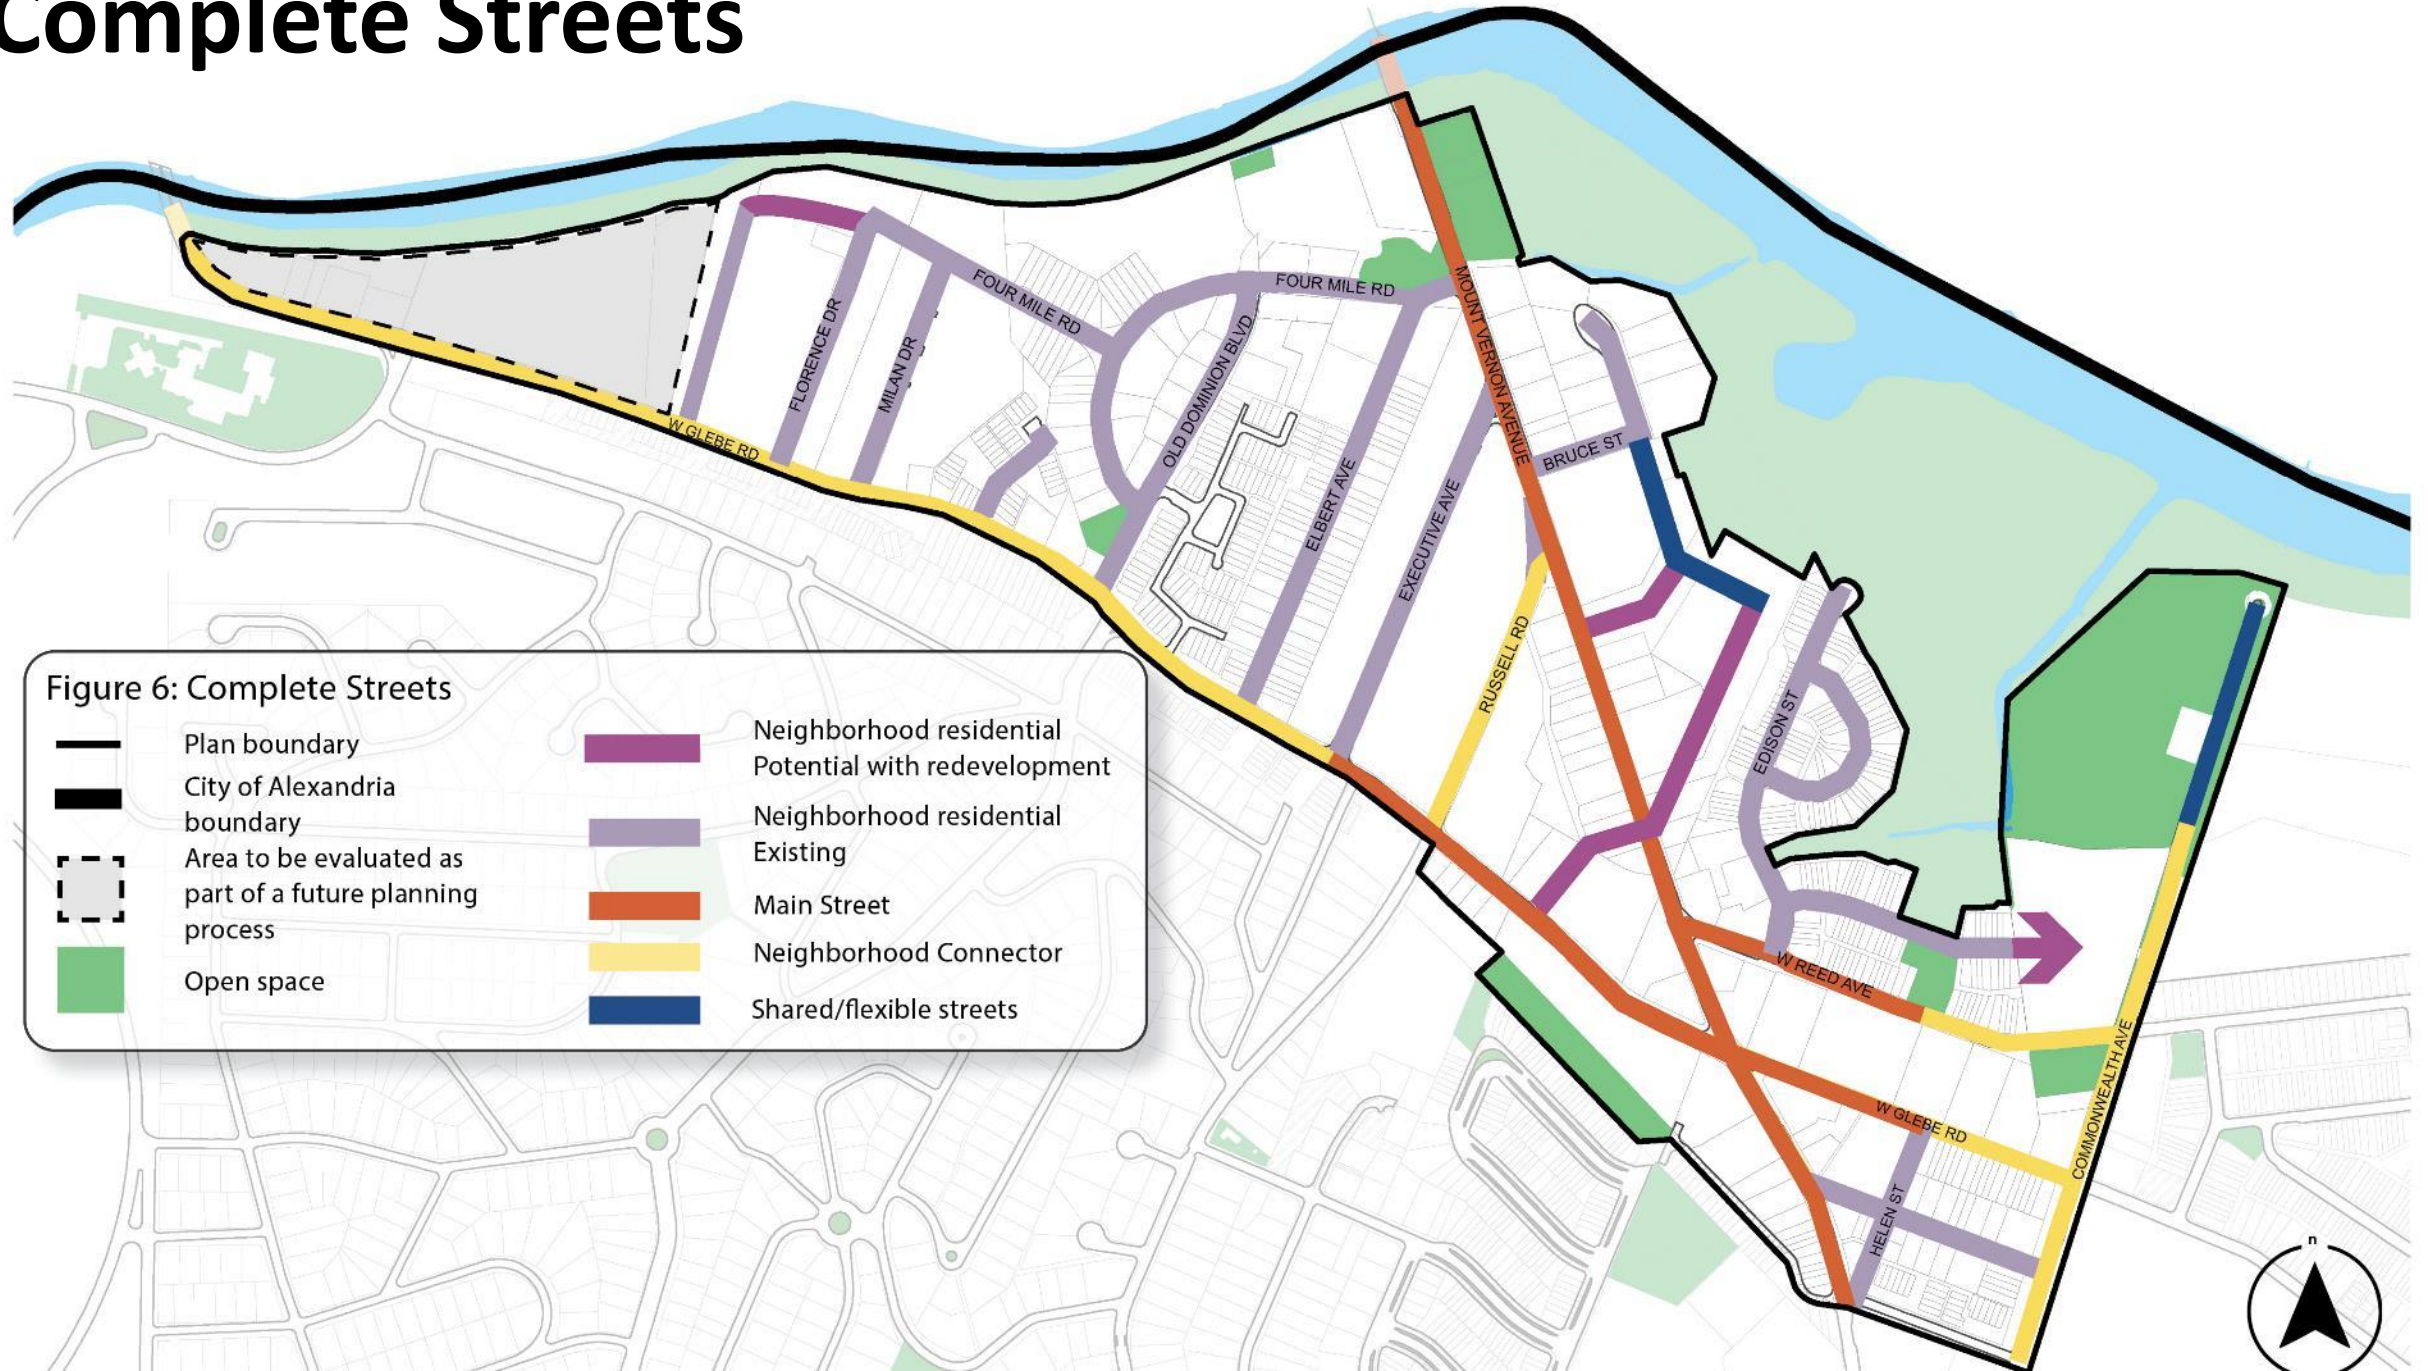 Complete Streets
FOUR MILE RD
FOUR MILE RD
MOUNT VERNON AVENUE
FLORENCE DR
MILAN DR
OLD DOMINION BLVD
W GLEBE RD
BRUCE ST
ELBERT AVE
EXECUTIVE AVE
RUSSELL RD
EDISON ST
W REED AVE
W GLEBE RD
COMMONWEALTH AVE
HELEN ST
n
Figure 6: Complete Streets
Plan boundary
City of Alexandria
boundary
Area to be evaluated as
part of a future planning
process
Open space
Neighborhood residential
Potential with redevelopment
Neighborhood residential
Existing
Main Street
Neighborhood Connector
Shared/flexible streets